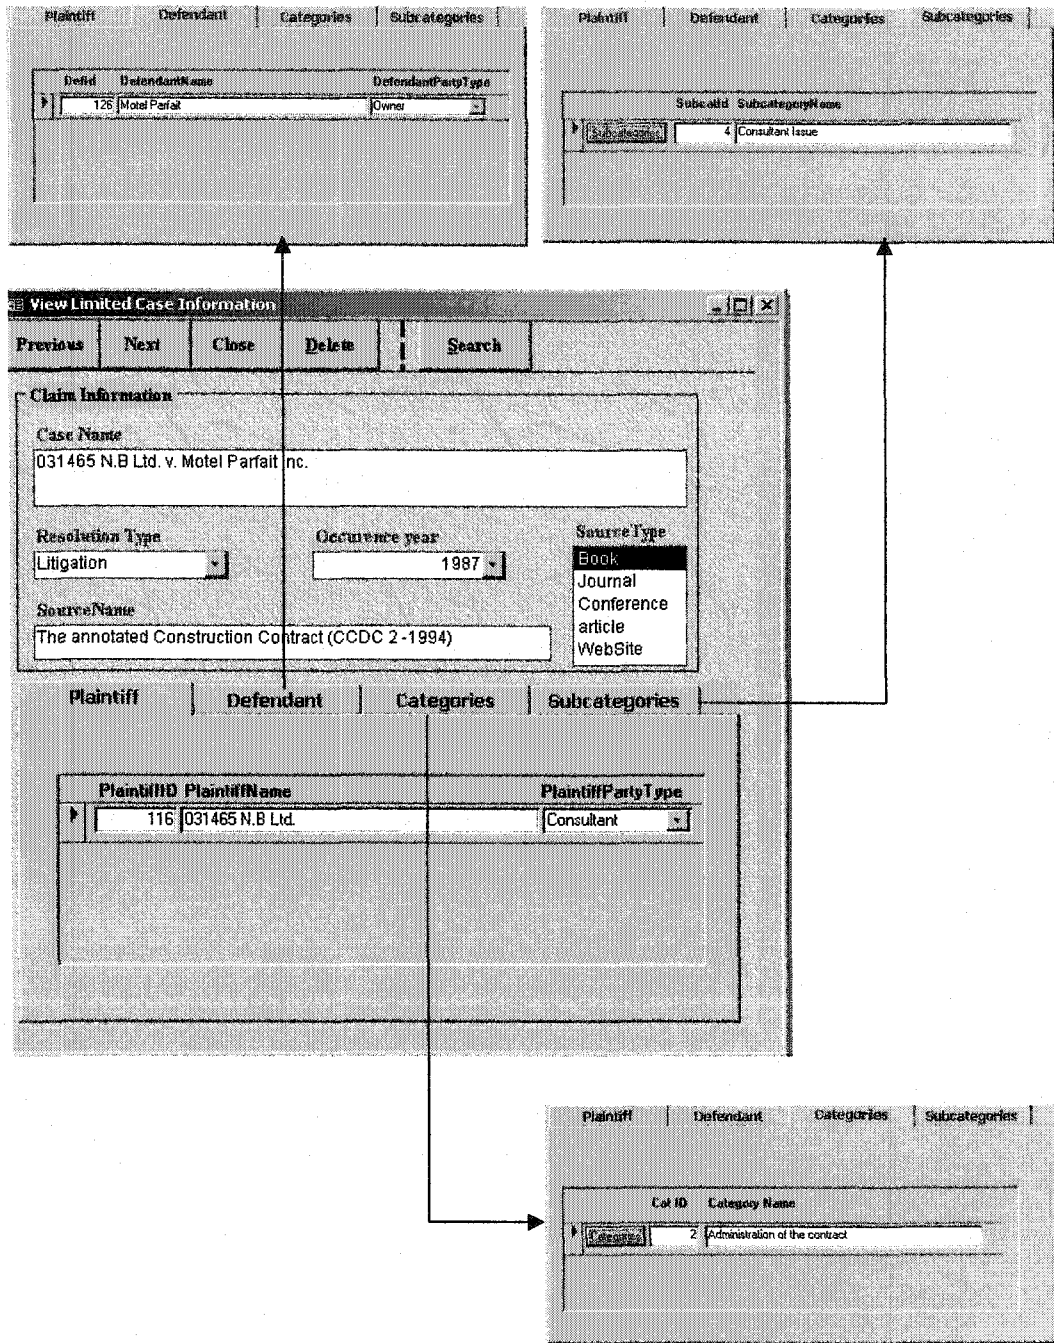 Plaintiff Defendant Categories Subcategories
DefId DefendantName DefendantPartyType
126 Motel Parfait Owner
Plaintiff Defendant Categories Subcategories
SubcatId SubcategoryName
Subcategories 4 Consultant Issue
View Limited Case Information
Previous Next Close Delete Search
Claim Information
Case Name
031465 N.B Ltd. v. Motel Parfait Inc.
Resolution Type Occurence year SourceType
Litigation 1987 Book
Journal
Conference
article
WebSite
SourceName
The annotated Construction Contract (CCDC 2 -1994)
Plaintiff Defendant Categories Subcategories
PlaintiffID PlaintiffName PlaintiffPartyType
116 031465 N.B Ltd. Consultant
Plaintiff Defendant Categories Subcategories
Cat ID Category Name
Categories 2 Administration of the contract